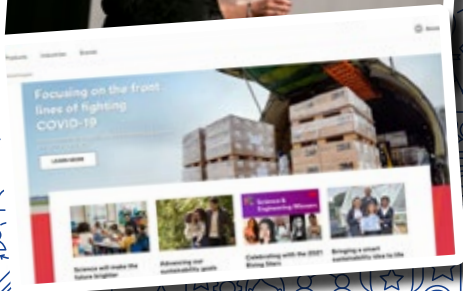 Products Industries Brands
Focusing on the front
lines of fighting
COVID-19
LEARN MORE
Science &
Engineering Winners
Science will make the
future brighter
Advancing our
sustainability goals
Celebrating with the 2021
Rising Stars
Bringing a smart
sustainability idea to life